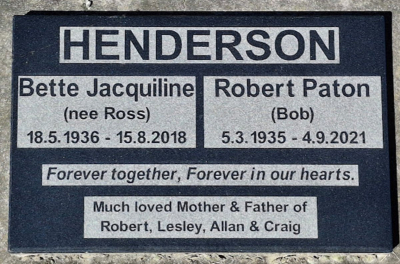 HENDERSON
Bette Jacquiline
(nee Ross)
18.5.1936 - 15.8.2018
Robert Paton
(Bob)
5.3.1935 - 4.9.2021
Forever together, Forever in our hearts.
Much loved Mother & Father of
Robert, Lesley, Allan & Craig